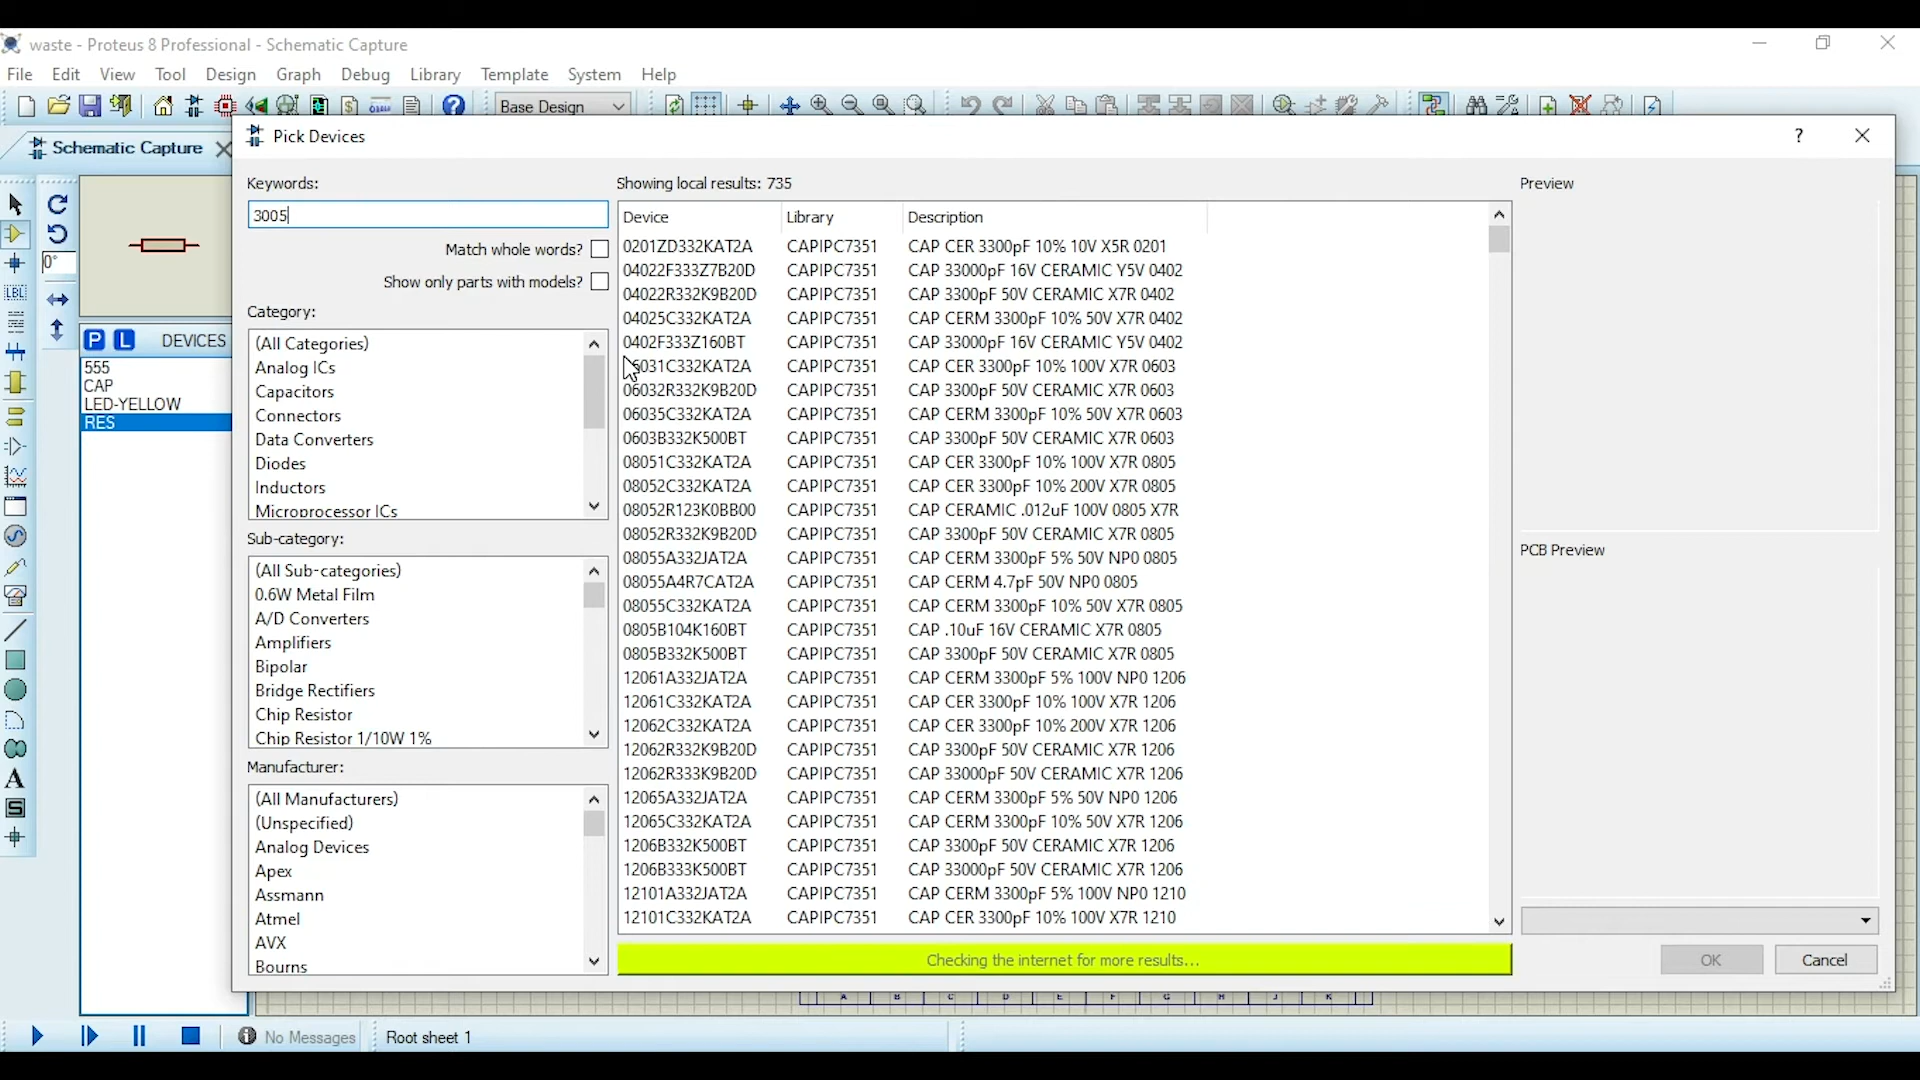 waste - Proteus 8 Professional - Schematic Capture
File Edit View Tool Design Graph Debug Library Template System Help
Base Design
Schematic Capture
Pick Devices
?
Keywords:
3005
Match whole words?
Show only parts with models?
Category:
(All Categories)
Analog ICs
Capacitors
Connectors
Data Converters
Diodes
Inductors
Microprocessor ICs
Sub-category:
(All Sub-categories)
0.6W Metal Film
A/D Converters
Amplifiers
Bipolar
Bridge Rectifiers
Chip Resistor
Chip Resistor 1/10W 1%
Manufacturer:
(All Manufacturers)
(Unspecified)
Analog Devices
Apex
Assmann
Atmel
AVX
Bourns
Showing local results: 735
Device Library Description
0201ZD332KAT2A CAPIPC7351 CAP CER 3300pF 10% 10V X5R 0201
04022F333Z7B20D CAPIPC7351 CAP 33000pF 16V CERAMIC Y5V 0402
04022R332K9B20D CAPIPC7351 CAP 3300pF 50V CERAMIC X7R 0402
04025C332KAT2A CAPIPC7351 CAP CERM 3300pF 10% 50V X7R 0402
0402F333Z160BT CAPIPC7351 CAP 33000pF 16V CERAMIC Y5V 0402
06031C332KAT2A CAPIPC7351 CAP CER 3300pF 10% 100V X7R 0603
06032R332K9B20D CAPIPC7351 CAP 3300pF 50V CERAMIC X7R 0603
06035C332KAT2A CAPIPC7351 CAP CERM 3300pF 10% 50V X7R 0603
0603B332K500BT CAPIPC7351 CAP 3300pF 50V CERAMIC X7R 0603
08051C332KAT2A CAPIPC7351 CAP CER 3300pF 10% 100V X7R 0805
08052C332KAT2A CAPIPC7351 CAP CER 3300pF 10% 200V X7R 0805
08052R123K0BB00 CAPIPC7351 CAP CERAMIC .012uF 100V 0805 X7R
08052R332K9B20D CAPIPC7351 CAP 3300pF 50V CERAMIC X7R 0805
08055A332JAT2A CAPIPC7351 CAP CERM 3300pF 5% 50V NP0 0805
08055A4R7CAT2A CAPIPC7351 CAP CERM 4.7pF 50V NP0 0805
08055C332KAT2A CAPIPC7351 CAP CERM 3300pF 10% 50V X7R 0805
0805B104K160BT CAPIPC7351 CAP .10uF 16V CERAMIC X7R 0805
0805B332K500BT CAPIPC7351 CAP 3300pF 50V CERAMIC X7R 0805
12061A332JAT2A CAPIPC7351 CAP CERM 3300pF 5% 100V NP0 1206
12061C332KAT2A CAPIPC7351 CAP CER 3300pF 10% 100V X7R 1206
12062C332KAT2A CAPIPC7351 CAP CER 3300pF 10% 200V X7R 1206
12062R332K9B20D CAPIPC7351 CAP 3300pF 50V CERAMIC X7R 1206
12062R333K9B20D CAPIPC7351 CAP 33000pF 50V CERAMIC X7R 1206
12065A332JAT2A CAPIPC7351 CAP CERM 3300pF 5% 50V NP0 1206
12065C332KAT2A CAPIPC7351 CAP CERM 3300pF 10% 50V X7R 1206
1206B332K500BT CAPIPC7351 CAP 3300pF 50V CERAMIC X7R 1206
1206B333K500BT CAPIPC7351 CAP 33000pF 50V CERAMIC X7R 1206
12101A332JAT2A CAPIPC7351 CAP CERM 3300pF 5% 100V NP0 1210
12101C332KAT2A CAPIPC7351 CAP CER 3300pF 10% 100V X7R 1210
Checking the internet for more results...
Preview
PCB Preview
OK Cancel
0°
LBL
A
S
P L DEVICES
555
CAP
LED-YELLOW
RES
A B C D E F G H J K
No Messages
Root sheet 1